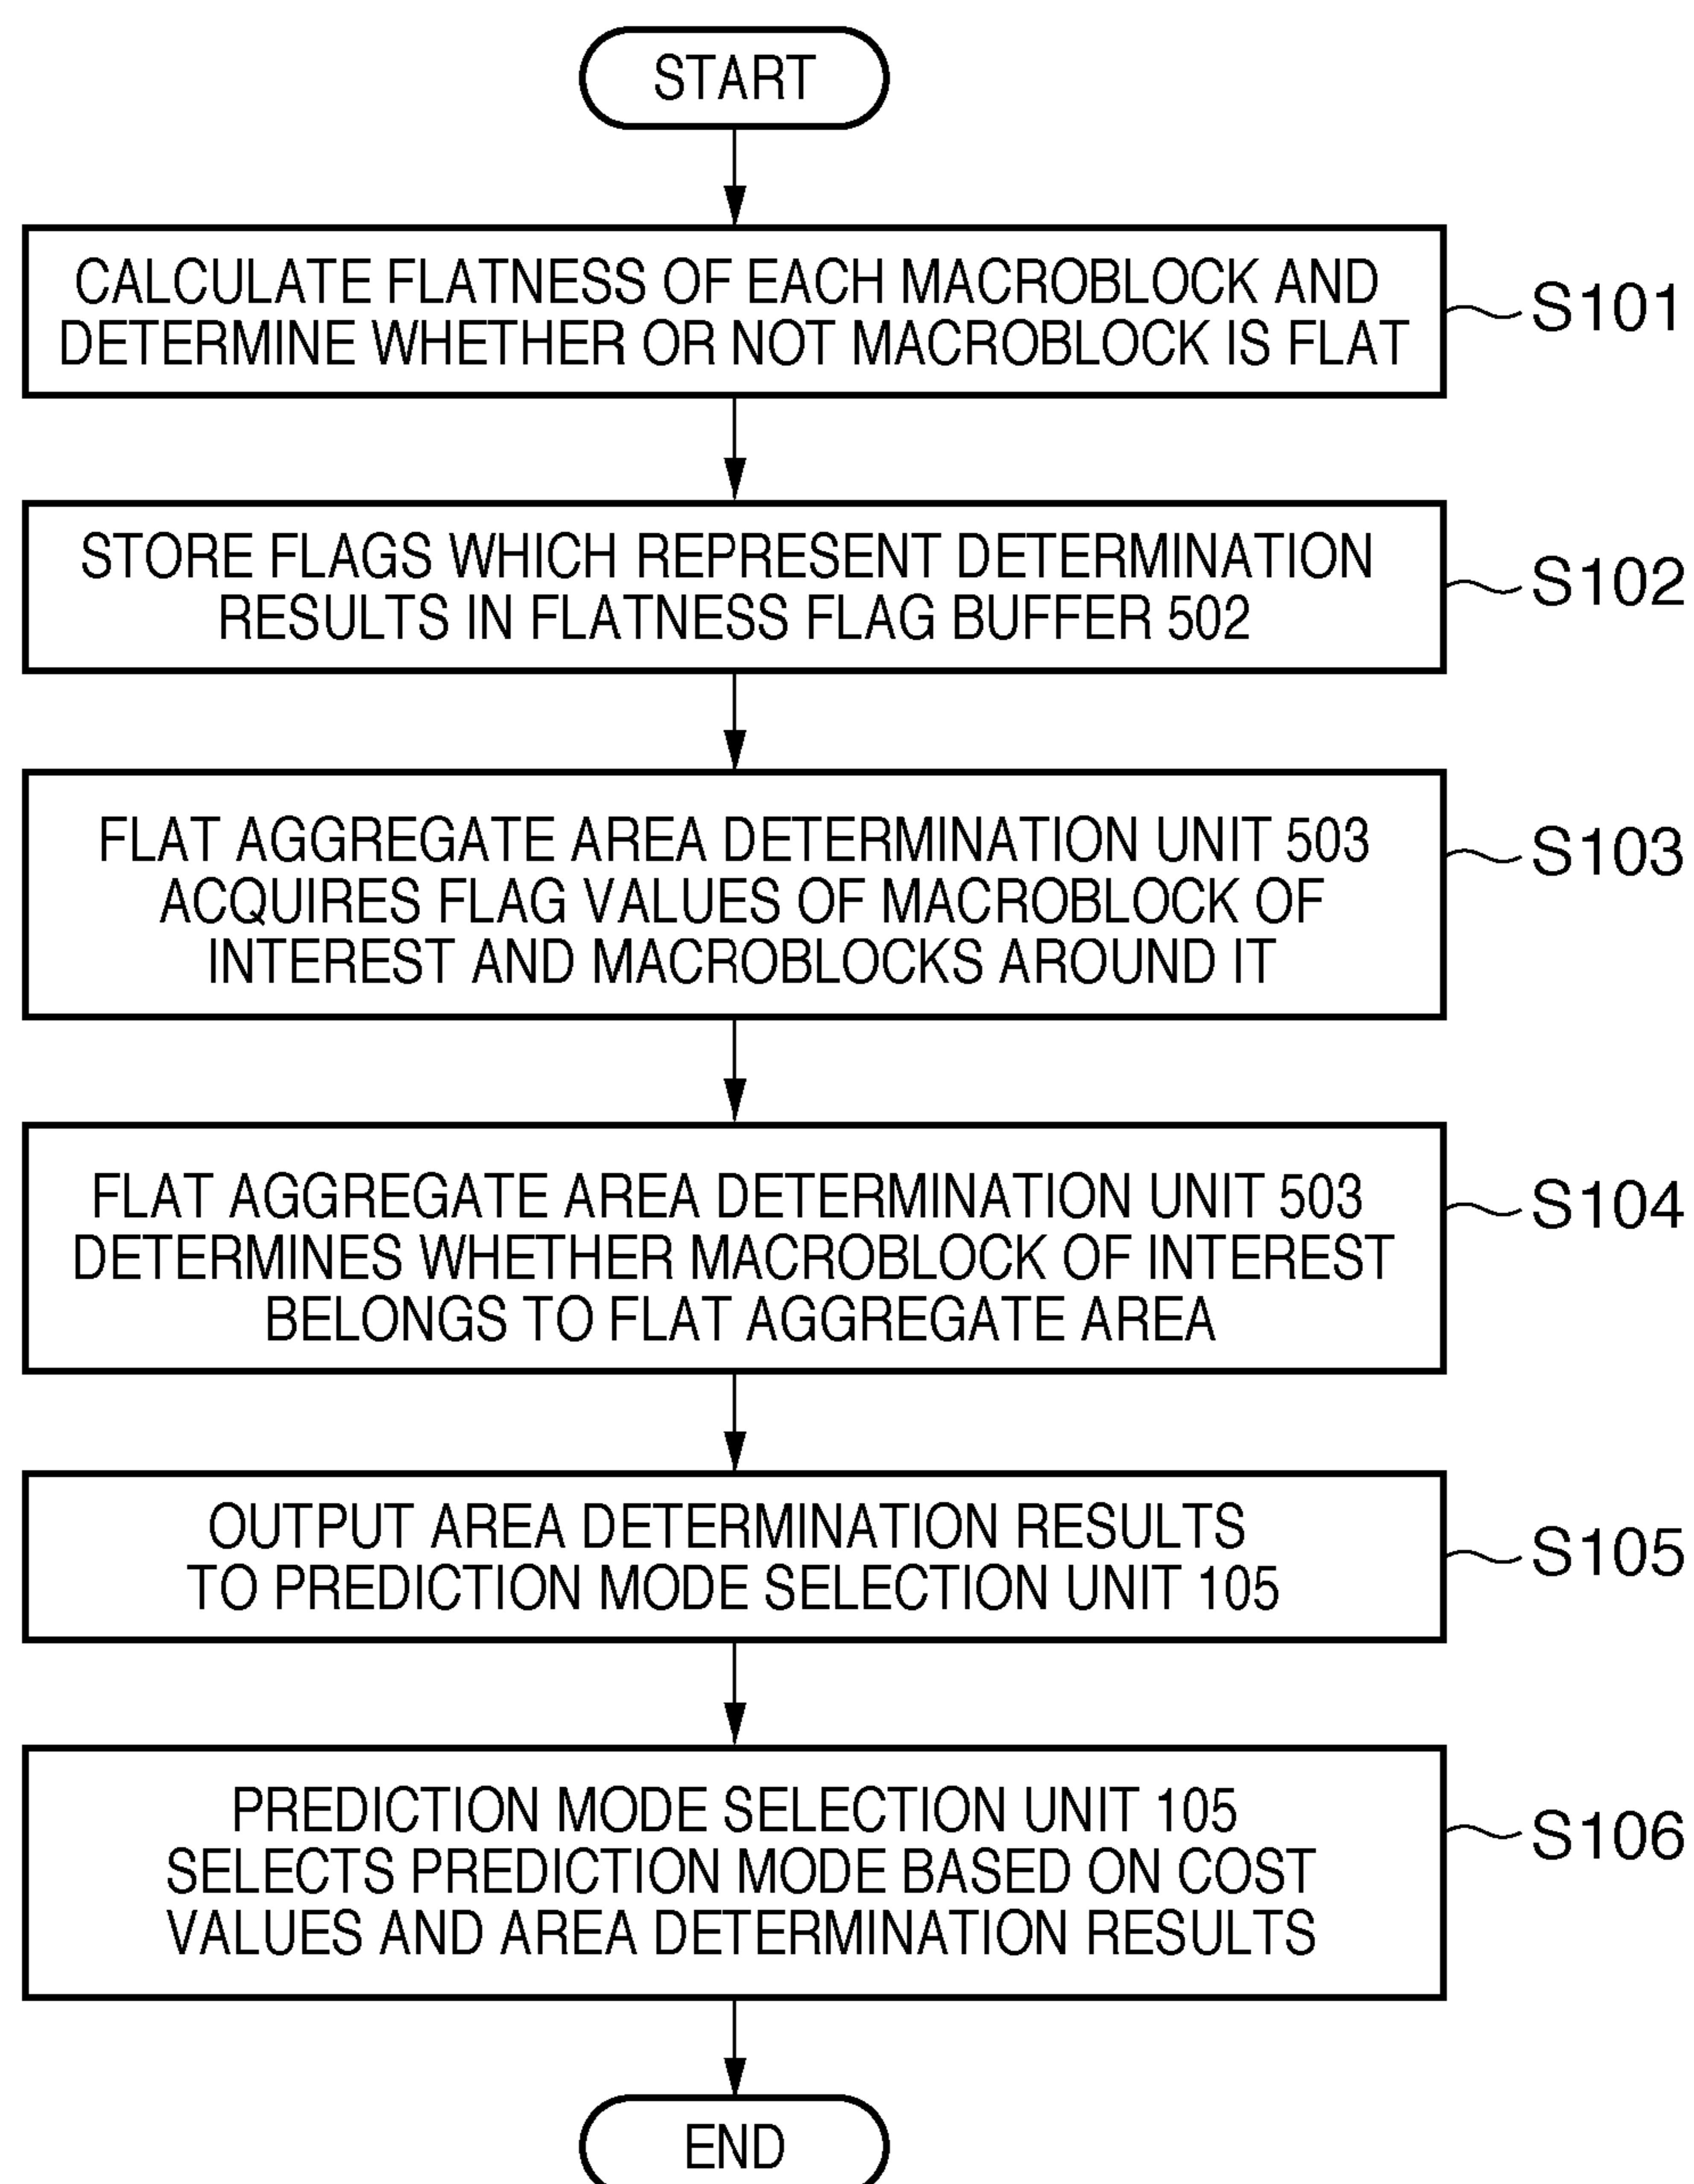 START
CALCULATE FLATNESS OF EACH MACROBLOCK AND
DETERMINE WHETHER OR NOT MACROBLOCK IS FLAT
S101
STORE FLAGS WHICH REPRESENT DETERMINATION
RESULTS IN FLATNESS FLAG BUFFER 502
S102
FLAT AGGREGATE AREA DETERMINATION UNIT 503
ACQUIRES FLAG VALUES OF MACROBLOCK OF
INTEREST AND MACROBLOCKS AROUND IT
S103
FLAT AGGREGATE AREA DETERMINATION UNIT 503
DETERMINES WHETHER MACROBLOCK OF INTEREST
BELONGS TO FLAT AGGREGATE AREA
S104
OUTPUT AREA DETERMINATION RESULTS
TO PREDICTION MODE SELECTION UNIT 105
S105
PREDICTION MODE SELECTION UNIT 105
SELECTS PREDICTION MODE BASED ON COST
VALUES AND AREA DETERMINATION RESULTS
S106
END